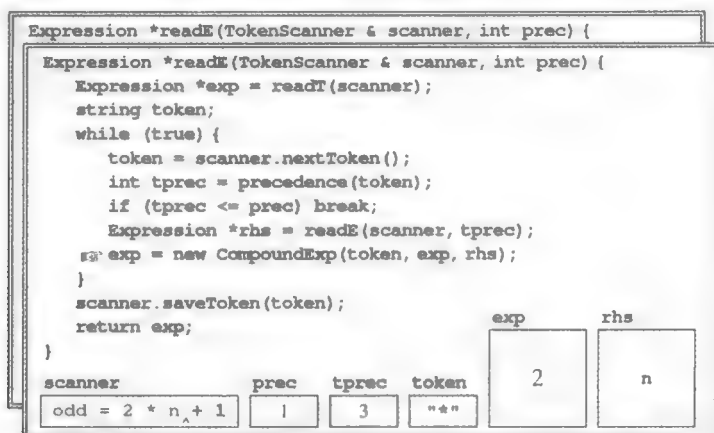 Expression *readE(TokenScanner & scanner, int prec) {
Expression *readE(TokenScanner & scanner, int prec) {
Expression *exp = readT(scanner);
string token;
while (true) {
token = scanner.nextToken();
int tprec = precedence(token);
if (tprec <= prec) break;
Expression *rhs = readE(scanner, tprec);
☞ exp = new CompoundExp(token, exp, rhs);
}
scanner.saveToken(token);
return exp;
}
exp rhs
2 n
scanner prec tprec token
odd = 2 * n^+ 1 1 3 "*"